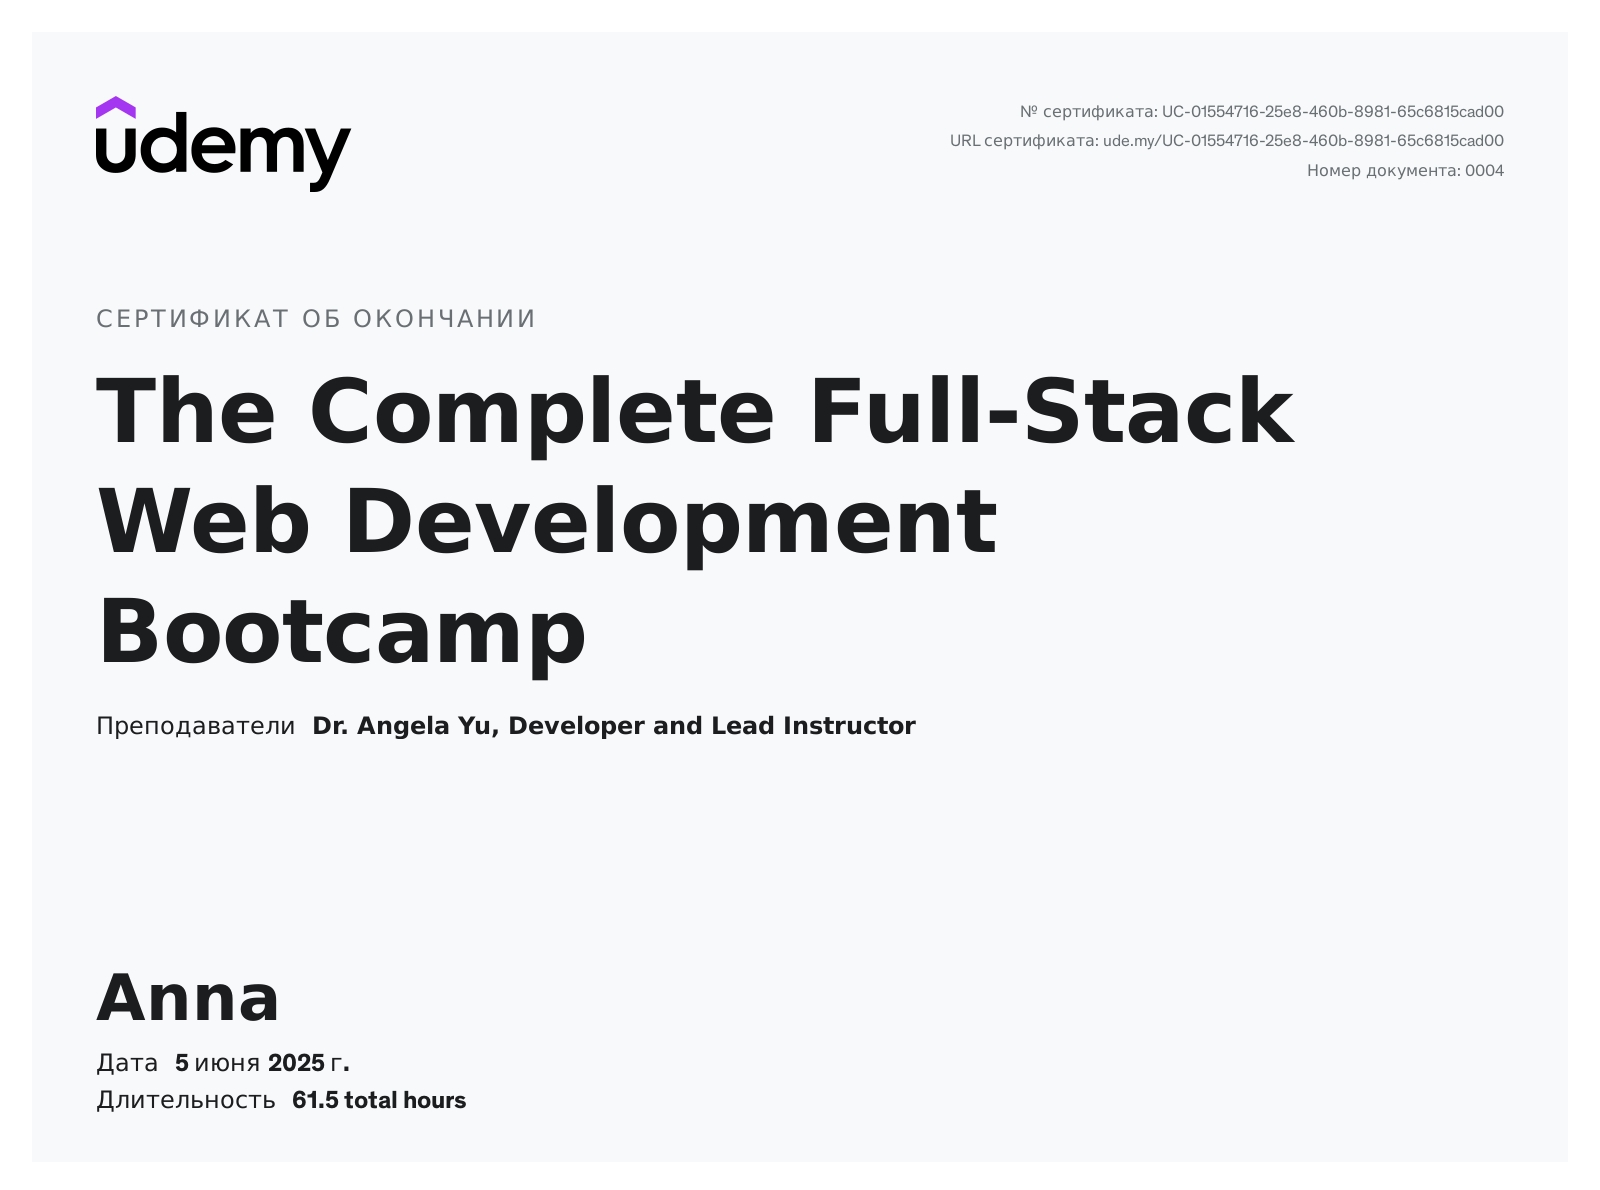 udemy
№ сертификата: UC-01554716-25e8-460b-8981-65c6815cad00
URL сертификата: ude.my/UC-01554716-25e8-460b-8981-65c6815cad00
Номер документа: 0004
СЕРТИФИКАТ ОБ ОКОНЧАНИИ
The Complete Full-Stack
Web Development
Bootcamp
Преподаватели Dr. Angela Yu, Developer and Lead Instructor
Anna
Дата 5 июня 2025 г.
Длительность 61.5 total hours